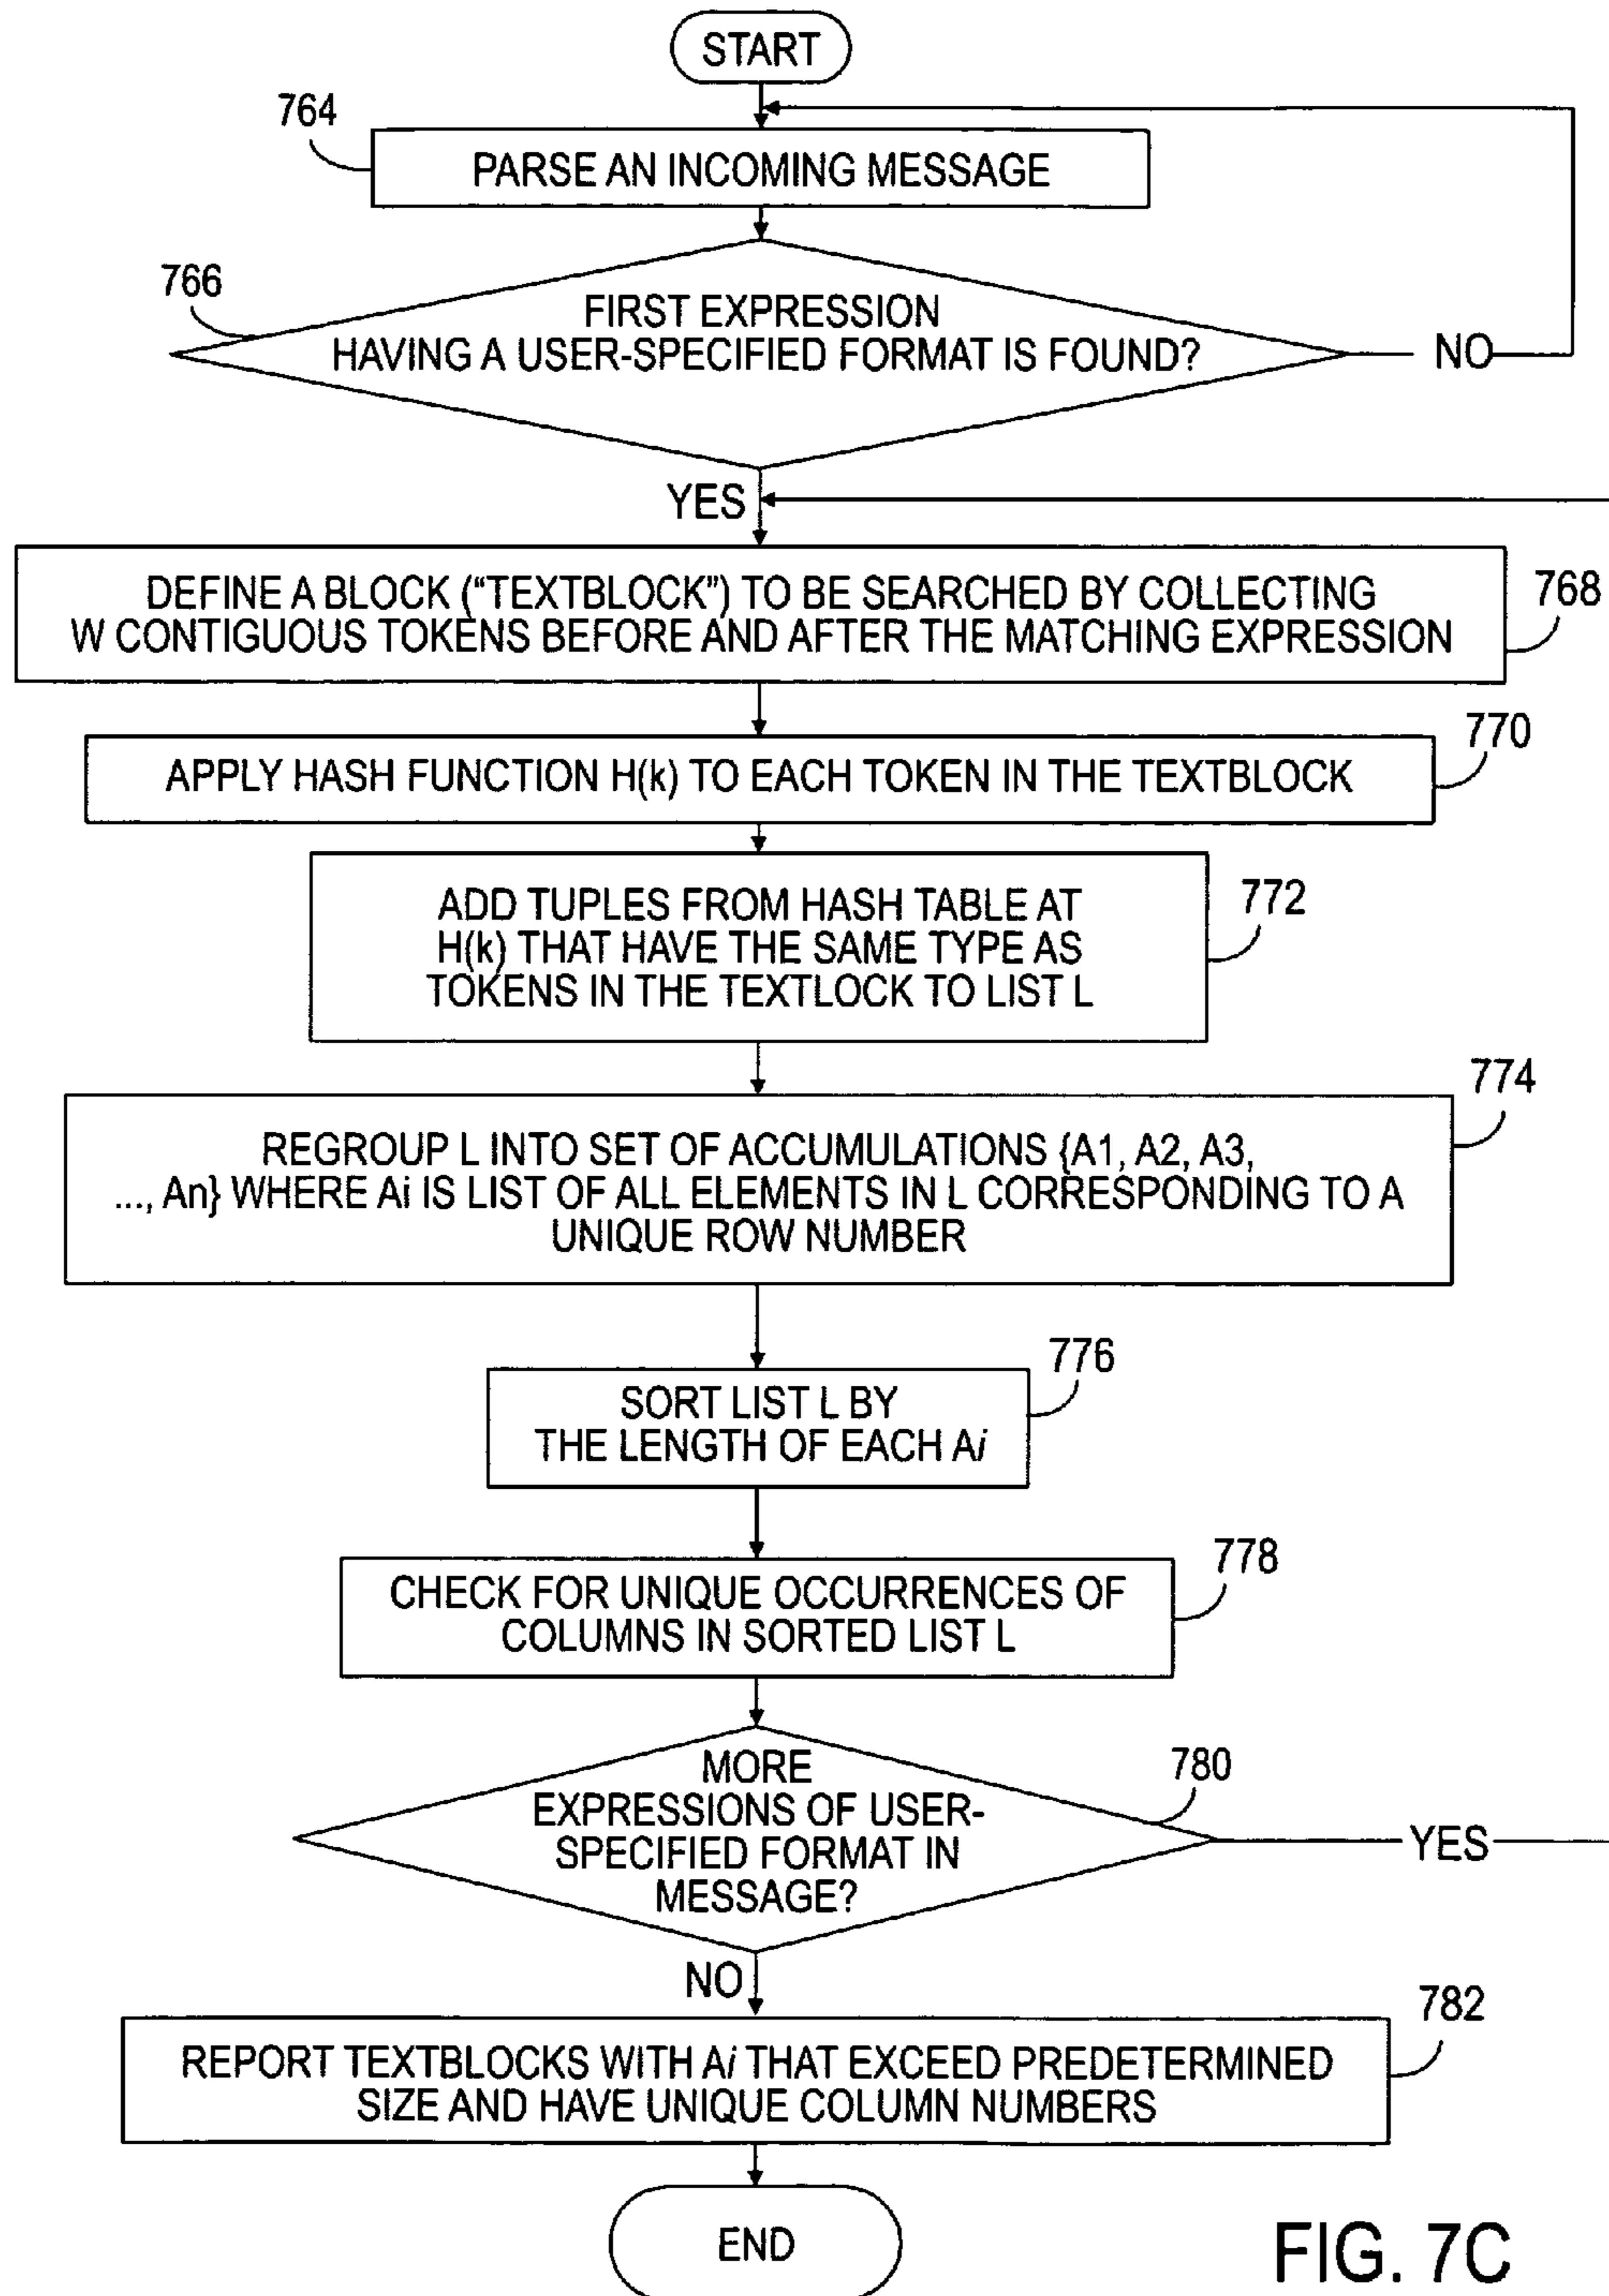 START
764
PARSE AN INCOMING MESSAGE
766
FIRST EXPRESSION
HAVING A USER-SPECIFIED FORMAT IS FOUND?
NO
YES
DEFINE A BLOCK (“TEXTBLOCK”) TO BE SEARCHED BY COLLECTING
W CONTIGUOUS TOKENS BEFORE AND AFTER THE MATCHING EXPRESSION
768
APPLY HASH FUNCTION H(k) TO EACH TOKEN IN THE TEXTBLOCK
770
ADD TUPLES FROM HASH TABLE AT
H(k) THAT HAVE THE SAME TYPE AS
TOKENS IN THE TEXTLOCK TO LIST L
772
REGROUP L INTO SET OF ACCUMULATIONS {A1, A2, A3,
..., An} WHERE Ai IS LIST OF ALL ELEMENTS IN L CORRESPONDING TO A
UNIQUE ROW NUMBER
774
SORT LIST L BY
THE LENGTH OF EACH Ai
776
CHECK FOR UNIQUE OCCURRENCES OF
COLUMNS IN SORTED LIST L
778
MORE
EXPRESSIONS OF USER-
SPECIFIED FORMAT IN
MESSAGE?
780
YES
NO
REPORT TEXTBLOCKS WITH Ai THAT EXCEED PREDETERMINED
SIZE AND HAVE UNIQUE COLUMN NUMBERS
782
END
FIG. 7C